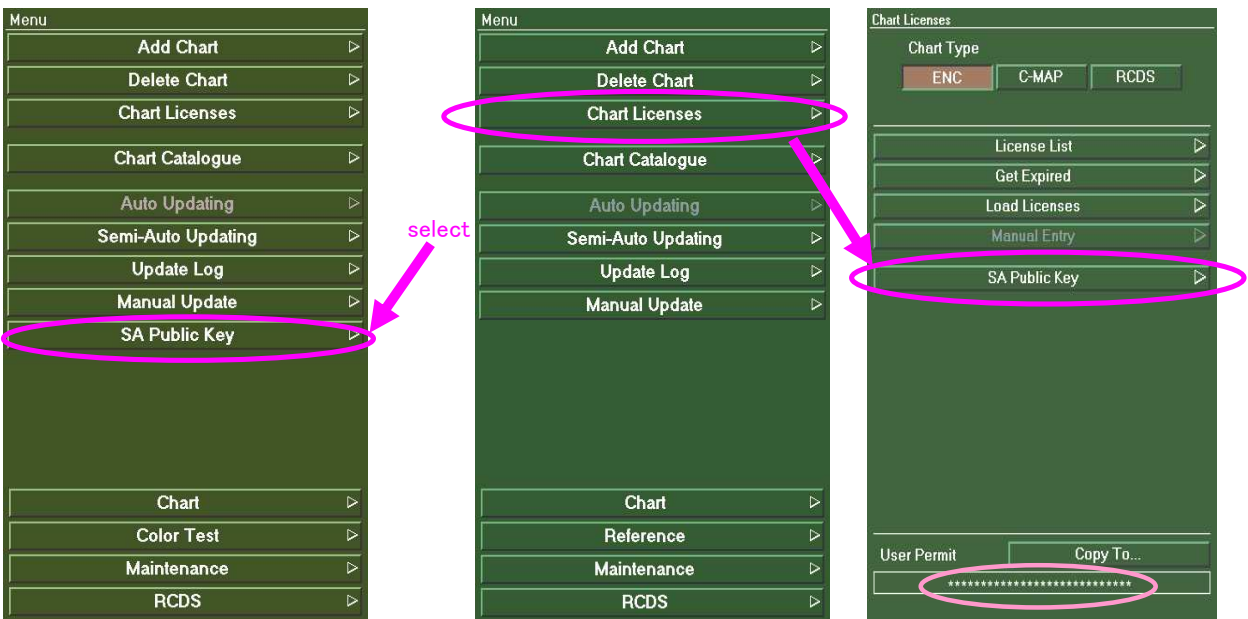 Menu
Add Chart
Delete Chart
Chart Licenses
Chart Catalogue
Auto Updating
Semi-Auto Updating
Update Log
Manual Update
SA Public Key
Chart
Color Test
Maintenance
RCDS
select
Menu
Add Chart
Delete Chart
Chart Licenses
Chart Catalogue
Auto Updating
Semi-Auto Updating
Update Log
Manual Update
Chart
Reference
Maintenance
RCDS
Chart Licenses
Chart Type
ENC C-MAP RCDS
License List
Get Expired
Load Licenses
Manual Entry
SA Public Key
User Permit Copy To...
****************************